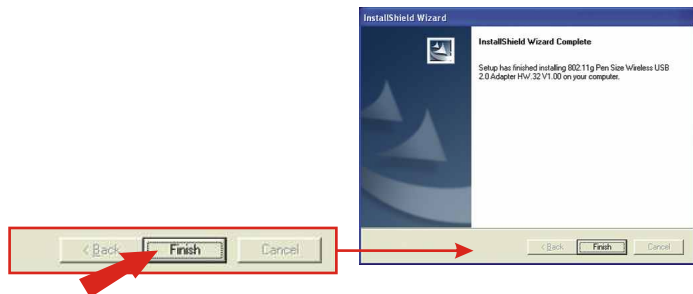 InstallShield Wizard
InstallShield Wizard Complete
Setup has finished installing 802.11g Pen Size Wireless USB
2.0 Adapter HW.32 V1.00 on your computer.
< Back Finish Cancel
< Back Finish Cancel